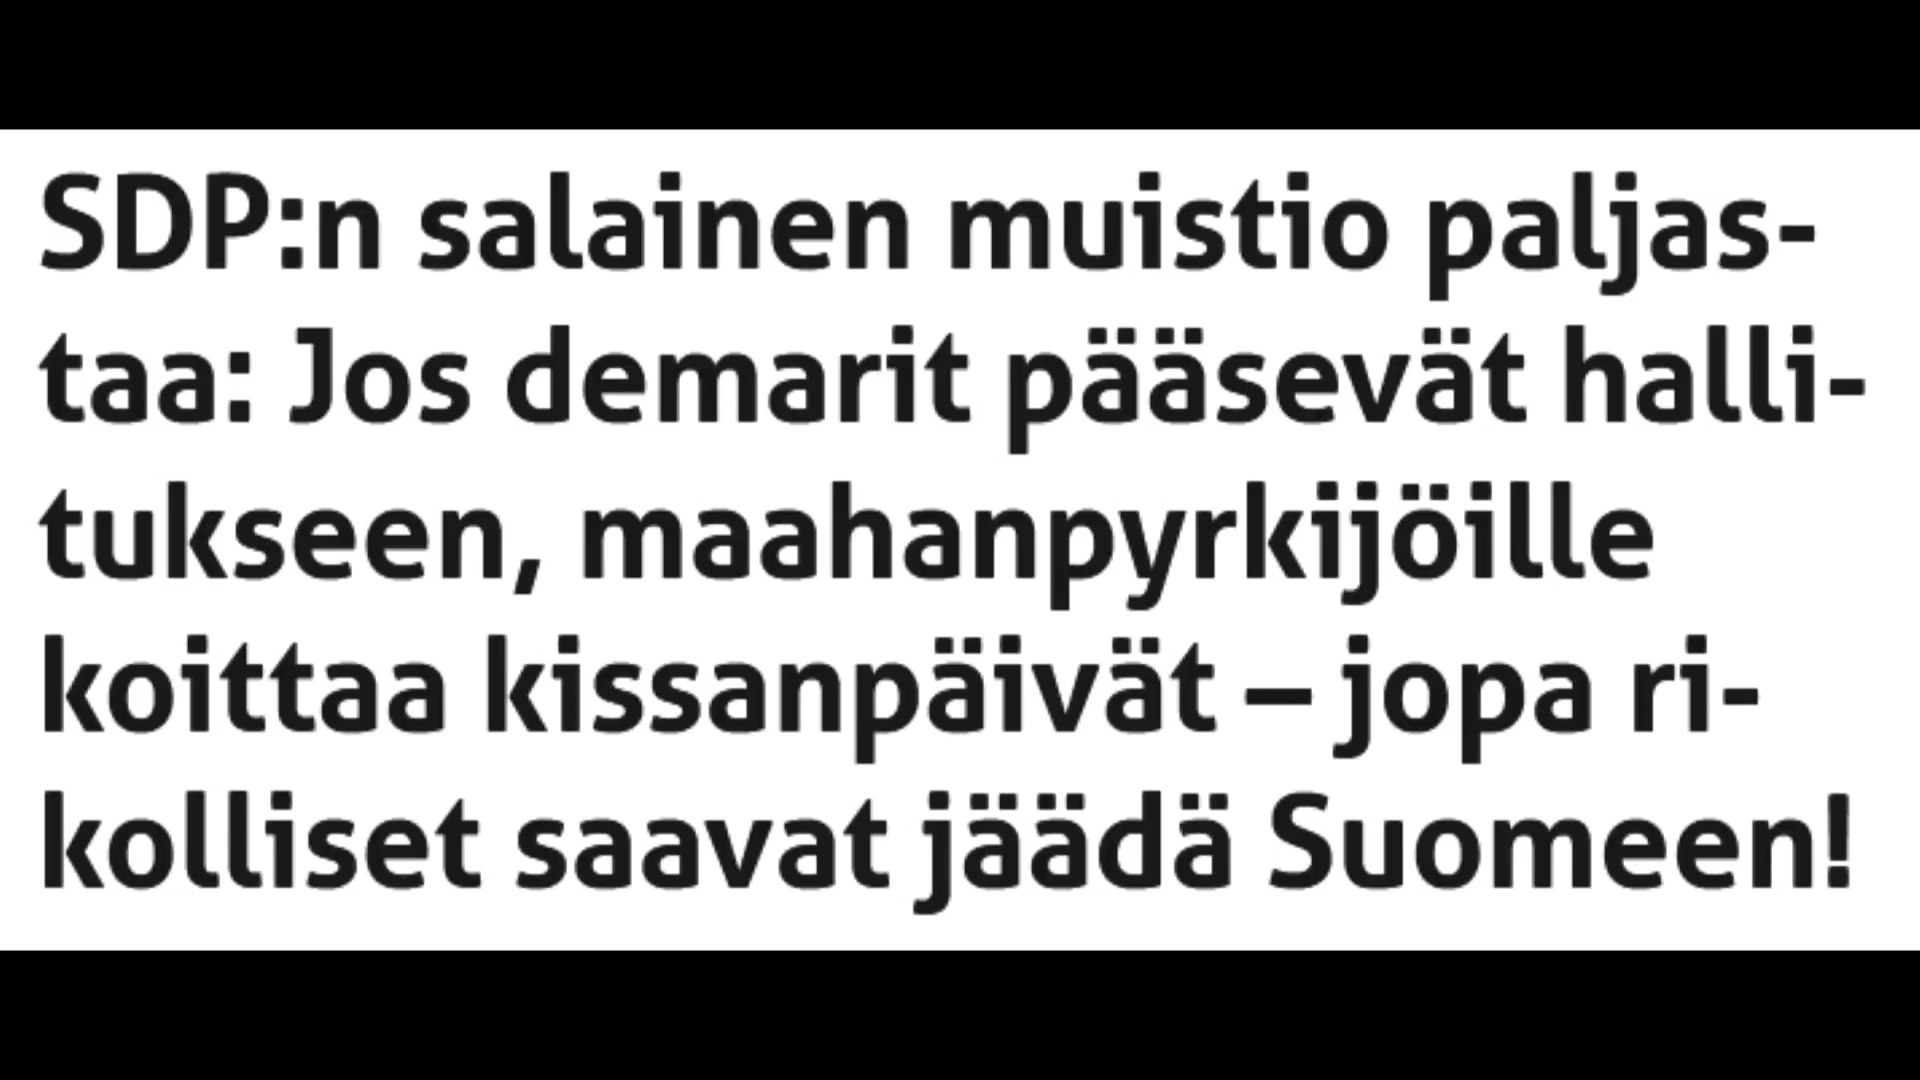 SDP:n salainen muistio paljas-
taa: Jos demarit pääsevät halli-
tukseen, maahanpyrkijöille
koittaa kissanpäivät – jopa ri-
kolliset saavat jäädä Suomeen!